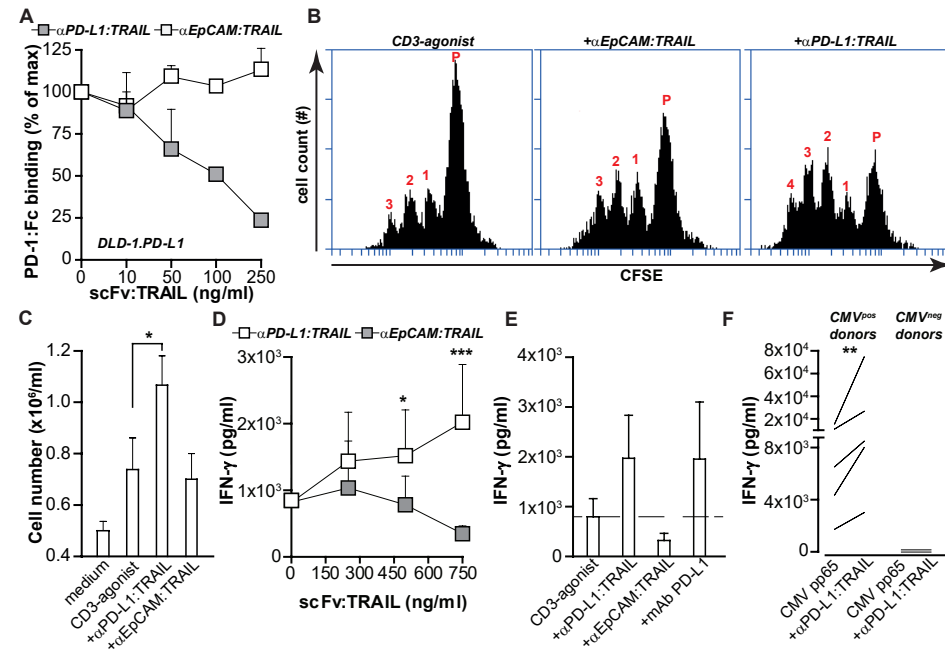 A
αPD-L1:TRAIL αEpCAM:TRAIL
PD-1:Fc binding (% of max)
125
100
75
50
25
0
DLD-1.PD-L1
0 10 50 100 250
scFv:TRAIL (ng/ml)
B
CD3-agonist +αEpCAM:TRAIL +αPD-L1:TRAIL
cell count (#)
P
3 2 1
P
3 2 1
P
4 3 2 1
CFSE
C
Cell number (x10⁶/ml)
1.2
1.0
0.8
0.6
0.4
*
medium
CD3-agonist
+αPD-L1:TRAIL
+αEpCAM:TRAIL
D
αPD-L1:TRAIL αEpCAM:TRAIL
IFN-γ (pg/ml)
3x10³
2x10³
1x10³
0
* ***
0 150 300 450 600 750
scFv:TRAIL (ng/ml)
E
IFN-γ (pg/ml)
4x10³
3x10³
2x10³
1x10³
0
CD3-agonist
+αPD-L1:TRAIL
+αEpCAM:TRAIL
+mAb PD-L1
F
CMVᵖᵒˢ CMVⁿᵉᵍ
donors donors
**
IFN-γ (pg/ml)
8x10⁴
6x10⁴
4x10⁴
2x10⁴
8x10³
4x10³
0
CMV pp65
+αPD-L1:TRAIL
CMV pp65
+αPD-L1:TRAIL